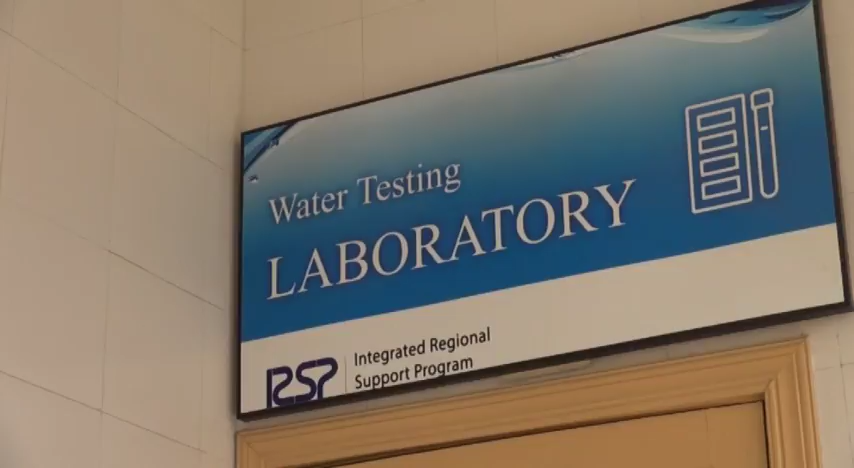 Water Testing
LABORATORY
IRSP
Integrated Regional
Support Program